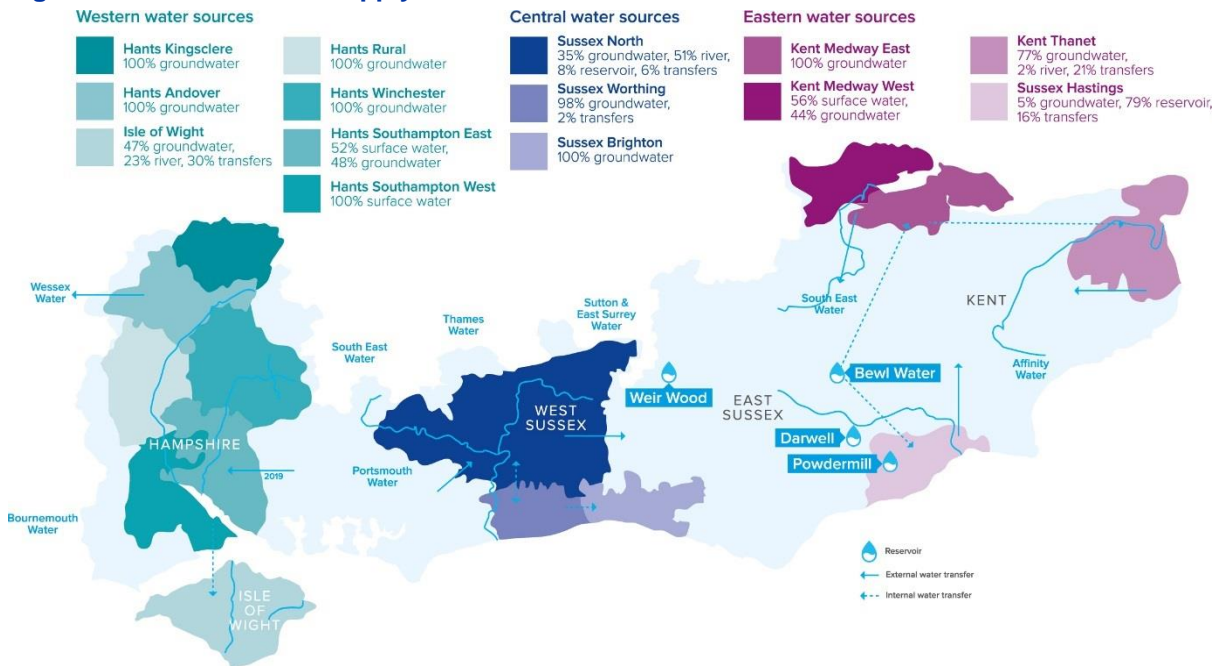 Western water sources
Hants Kingsclere
100% groundwater
Hants Andover
100% groundwater
Isle of Wight
47% groundwater,
23% river, 30% transfers
Hants Rural
100% groundwater
Hants Winchester
100% groundwater
Hants Southampton East
52% surface water,
48% groundwater
Hants Southampton West
100% surface water
Central water sources
Sussex North
35% groundwater, 51% river,
8% reservoir, 6% transfers
Sussex Worthing
98% groundwater,
2% transfers
Sussex Brighton
100% groundwater
Eastern water sources
Kent Medway East
100% groundwater
Kent Medway West
56% surface water,
44% groundwater
Kent Thanet
77% groundwater,
2% river, 21% transfers
Sussex Hastings
5% groundwater, 79% reservoir,
16% transfers
Wessex
Water
HAMPSHIRE
2019
Bournemouth
Water
ISLE
OF
WIGHT
South East
Water
Thames
Water
Sutton &
East Surrey
Water
Portsmouth
Water
WEST
SUSSEX
Weir Wood
EAST
SUSSEX
South East
Water
KENT
Affinity
Water
Bewl Water
Darwell
Powdermill
Reservoir
External water transfer
Internal water transfer